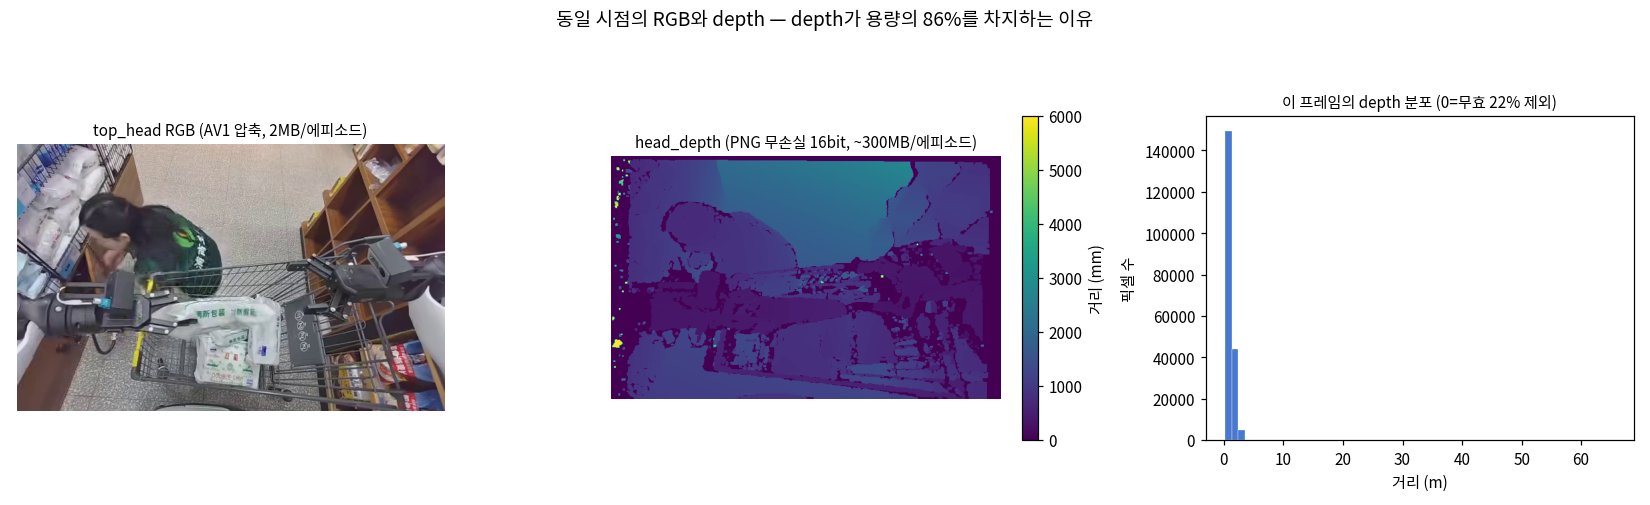 동일 시점의 RGB와 depth — depth가 용량의 86%를 차지하는 이유
top_head RGB (AV1 압축, 2MB/에피소드)
head_depth (PNG 무손실 16bit, ~300MB/에피소드)
6000
5000
4000
3000
2000
1000
0
거리 (mm)
이 프레임의 depth 분포 (0=무효 22% 제외)
픽셀 수
140000
120000
100000
80000
60000
40000
20000
0
0 10 20 30 40 50 60
거리 (m)